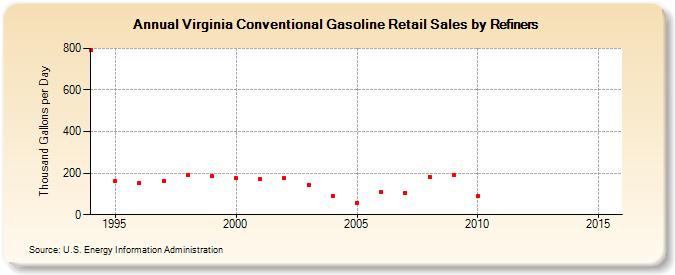 Annual Virginia Conventional Gasoline Retail Sales by Refiners
Thousand Gallons per Day
800
600
400
200
0
1995 2000 2005 2010 2015
Source: U.S. Energy Information Administration